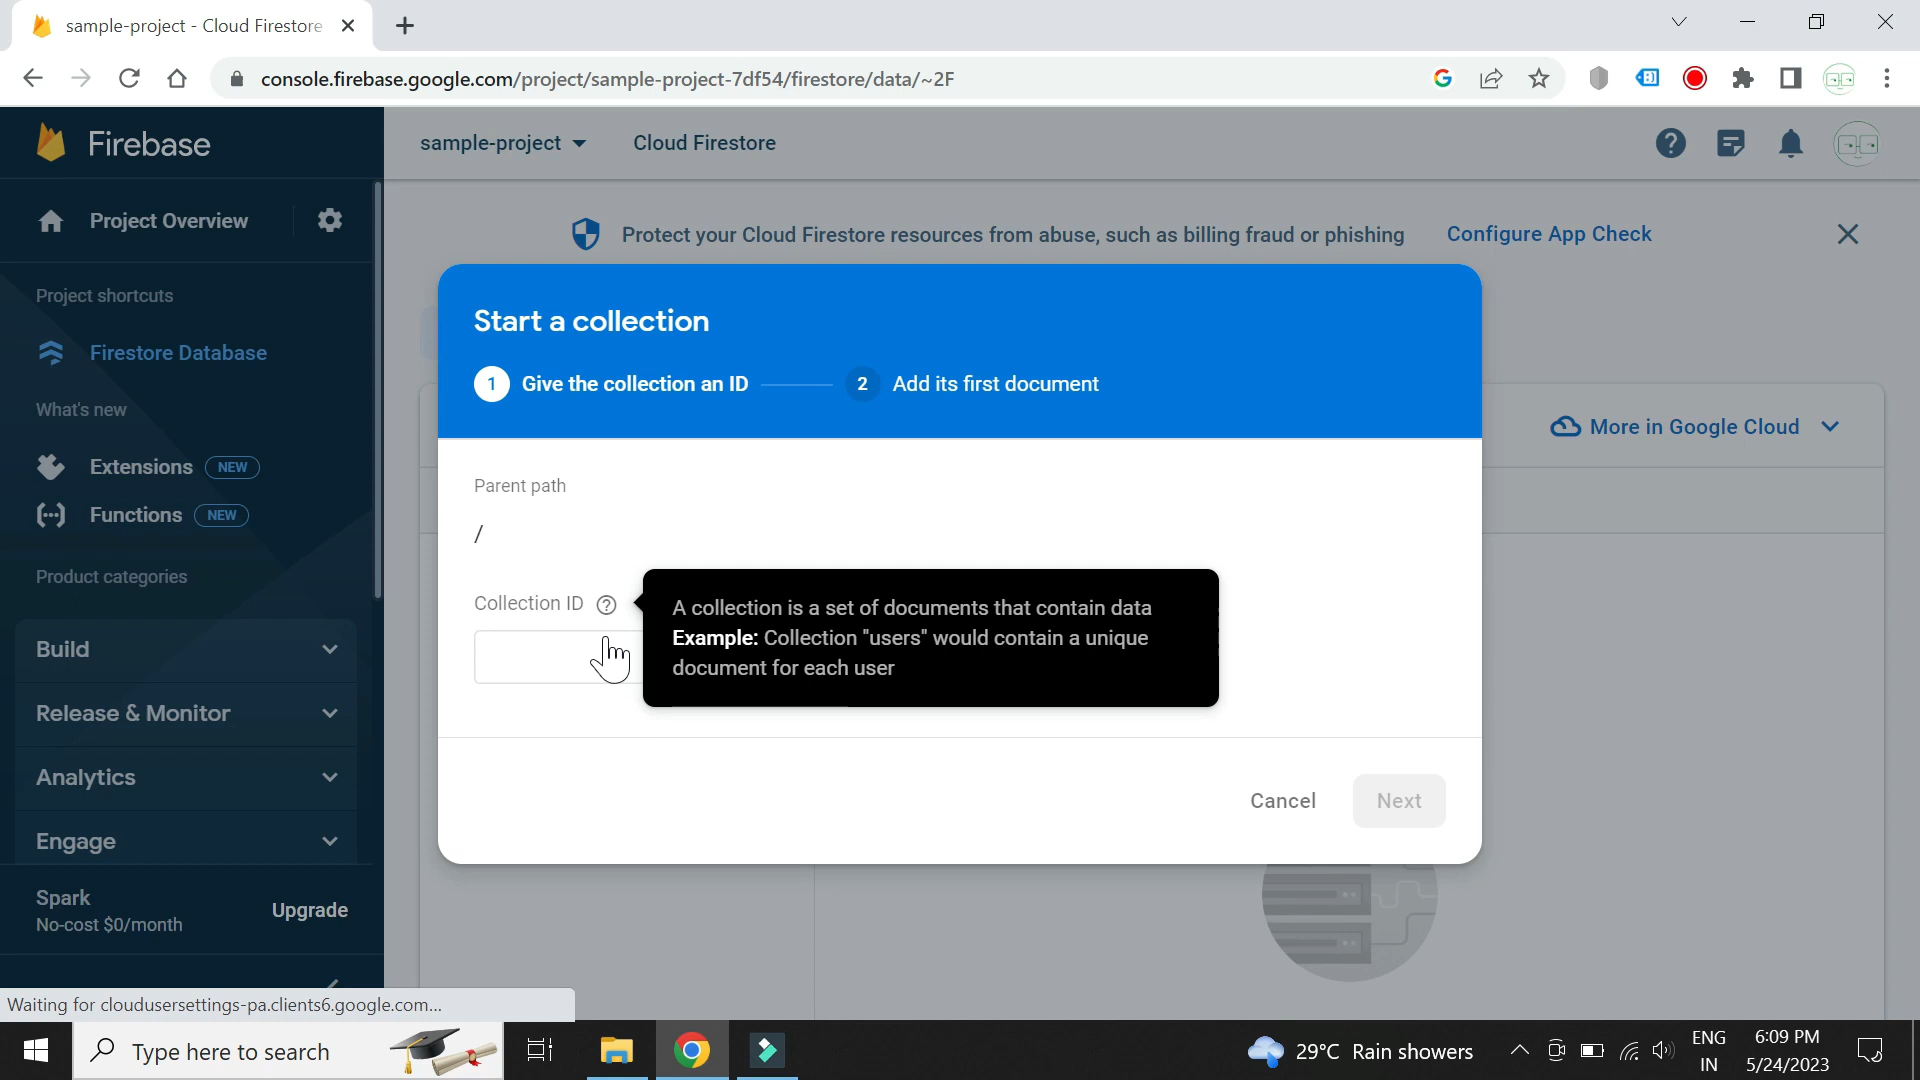 sample-project - Cloud Firestore
console.firebase.google.com/project/sample-project-7df54/firestore/data/~2F
Firebase
sample-project
Cloud Firestore
Project Overview
Protect your Cloud Firestore resources from abuse, such as billing fraud or phishing
Configure App Check
Project shortcuts
Firestore Database
What's new
Extensions NEW
Functions NEW
Product categories
Build
Release & Monitor
Analytics
Engage
Spark
No-cost $0/month
Upgrade
More in Google Cloud
Start a collection
1 Give the collection an ID
2 Add its first document
Parent path
/
Collection ID
A collection is a set of documents that contain data
Example: Collection "users" would contain a unique
document for each user
Cancel
Next
Waiting for cloudusersettings-pa.clients6.google.com...
Type here to search
29°C Rain showers
ENG
IN
6:09 PM
5/24/2023